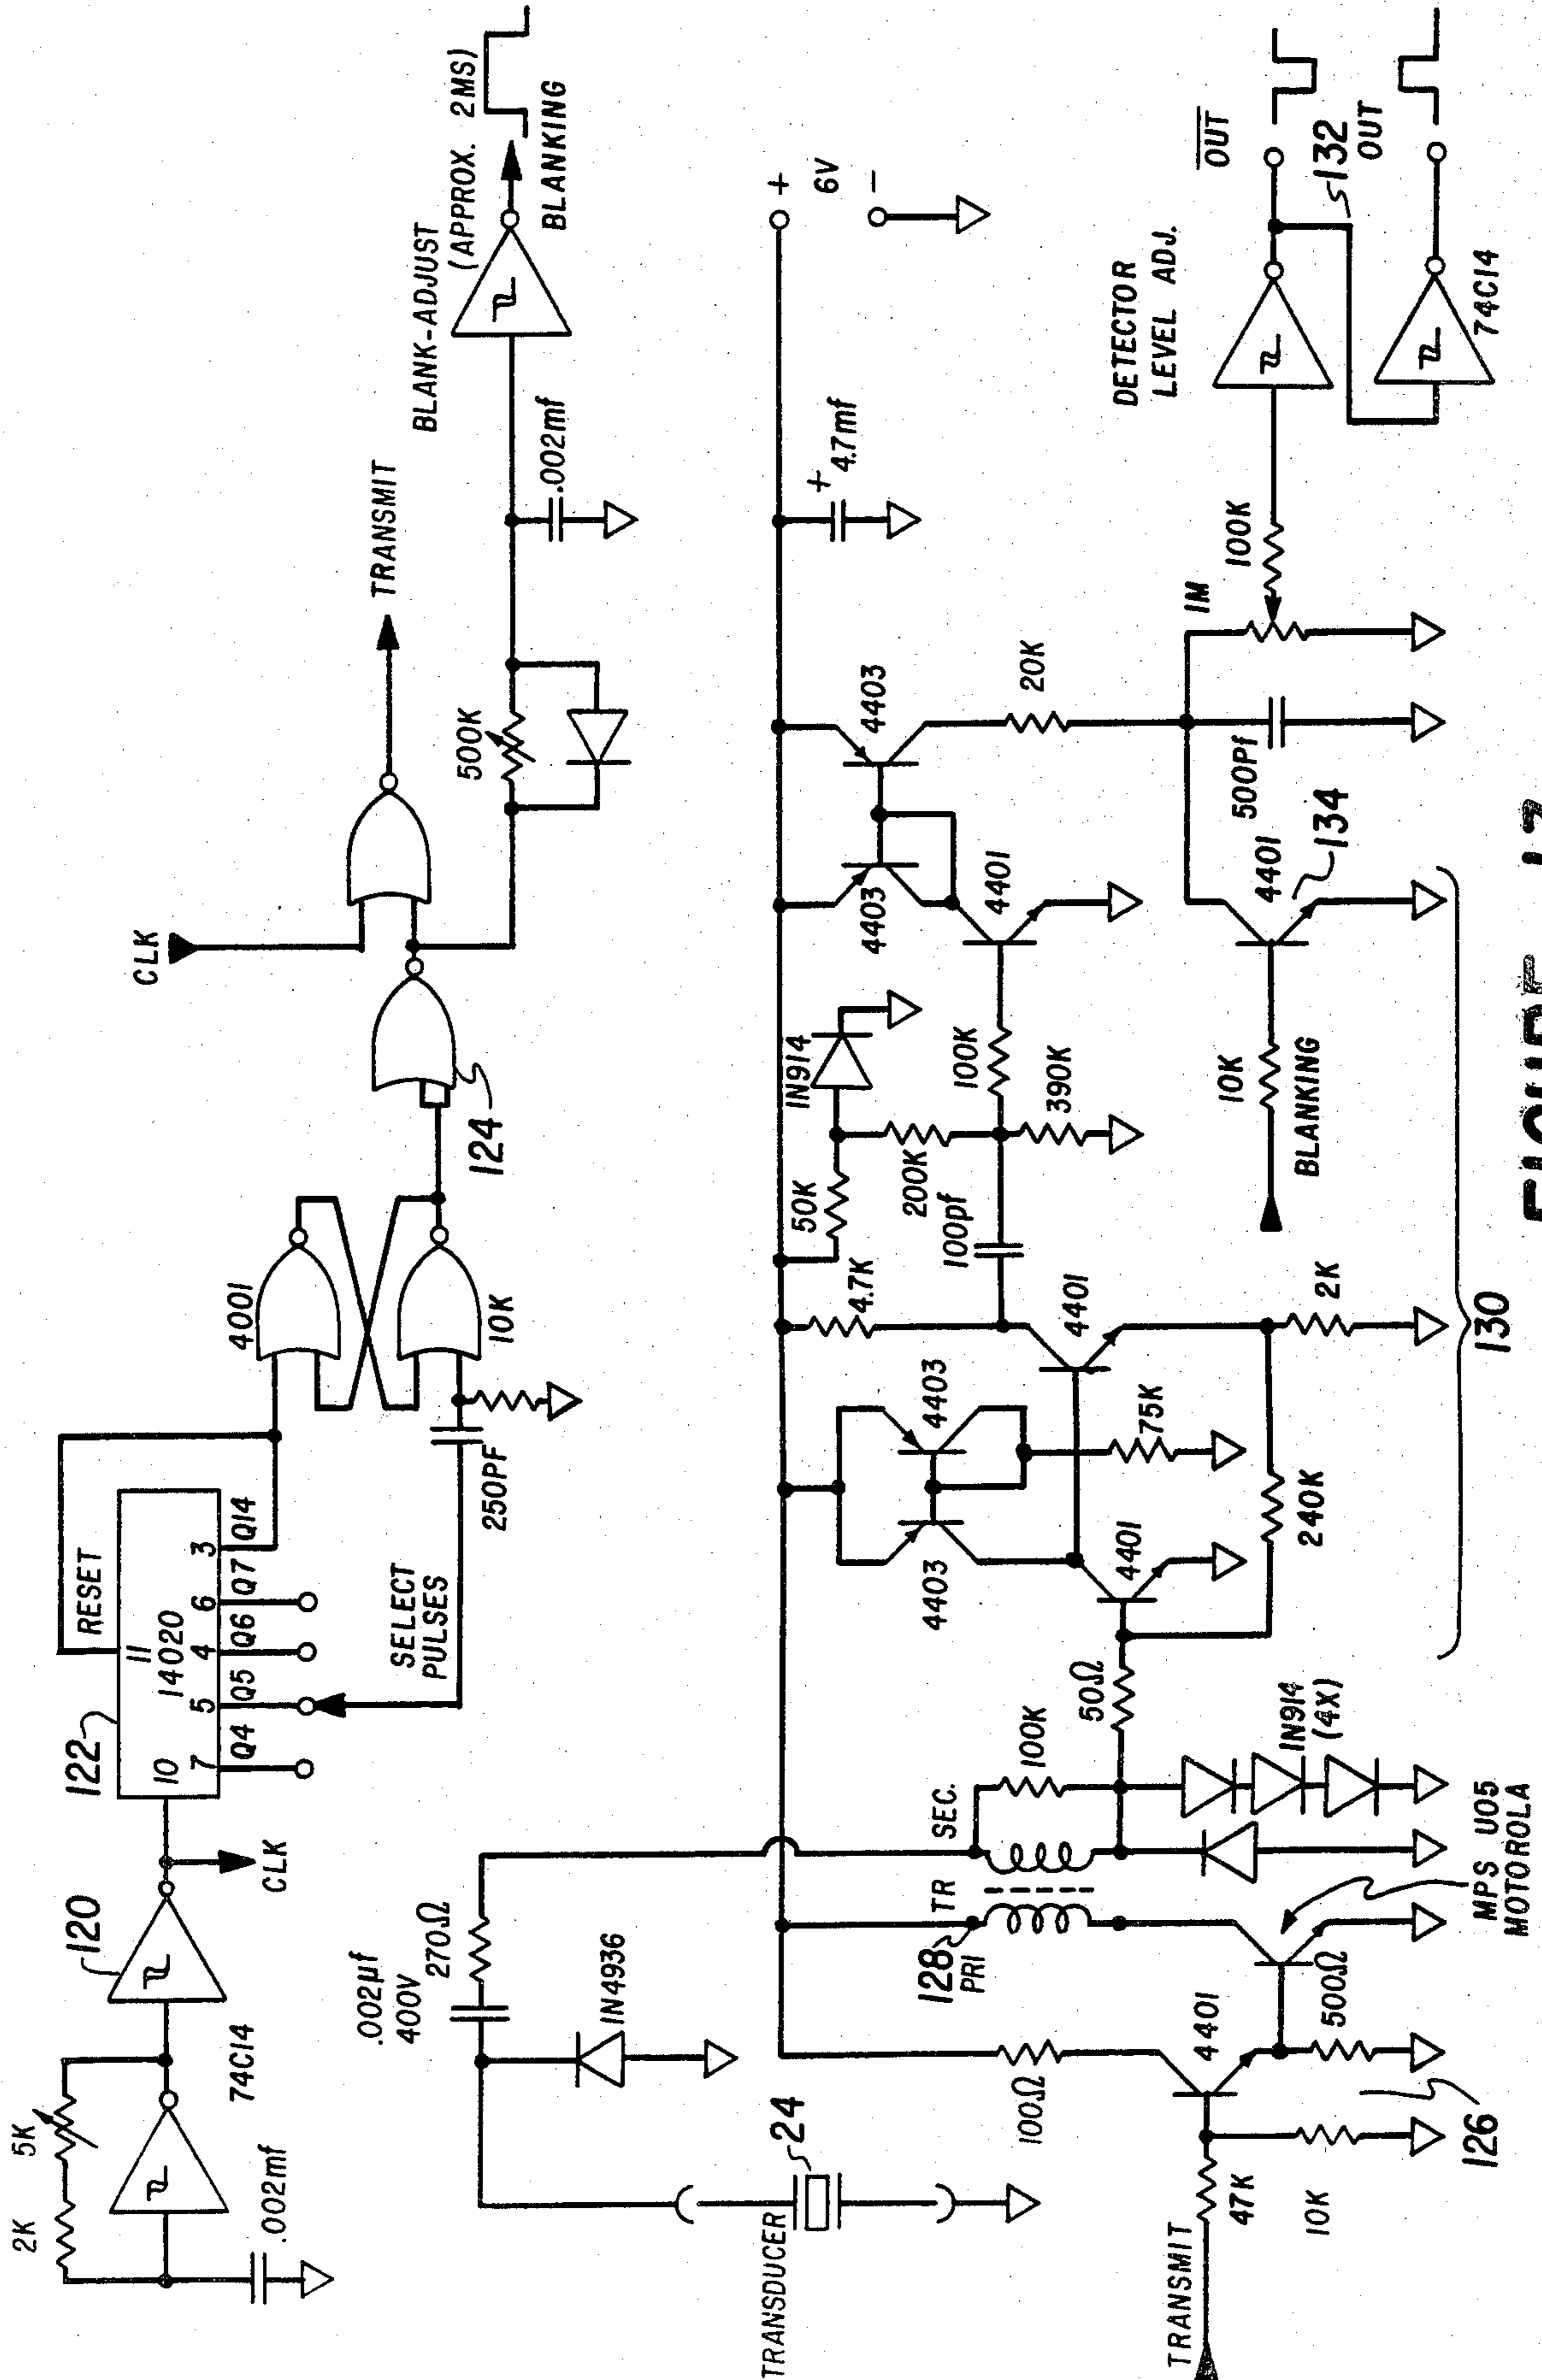 2K
5K
.002mf
74C14
120
CLK
122
10
11
14020
RESET
7
5
4
6
3
Q4
Q5
Q6
Q7
Q14
SELECT
PULSES
250PF
4001
10K
124
CLK
TRANSMIT
500K
.002mf
BLANK-ADJUST
(APPROX. 2MS)
BLANKING
TRANSDUCER
24
.002µf
400V
270Ω
IN4936
TRANSMIT
47K
10K
126
100Ω
4401
500Ω
MPS U05
MOTOROLA
128
PRI
TR
SEC.
100K
IN914
(4X)
50Ω
4403
4403
4401
75K
240K
4401
4.7K
2K
130
50K
IN914
200K
100pf
100K
390K
4403
4401
4403
20K
10K
BLANKING
4401
134
500Pf
1M
100K
+
4.7mf
+
6V
-
DETECTOR
LEVEL ADJ.
OUT
132
OUT
74C14